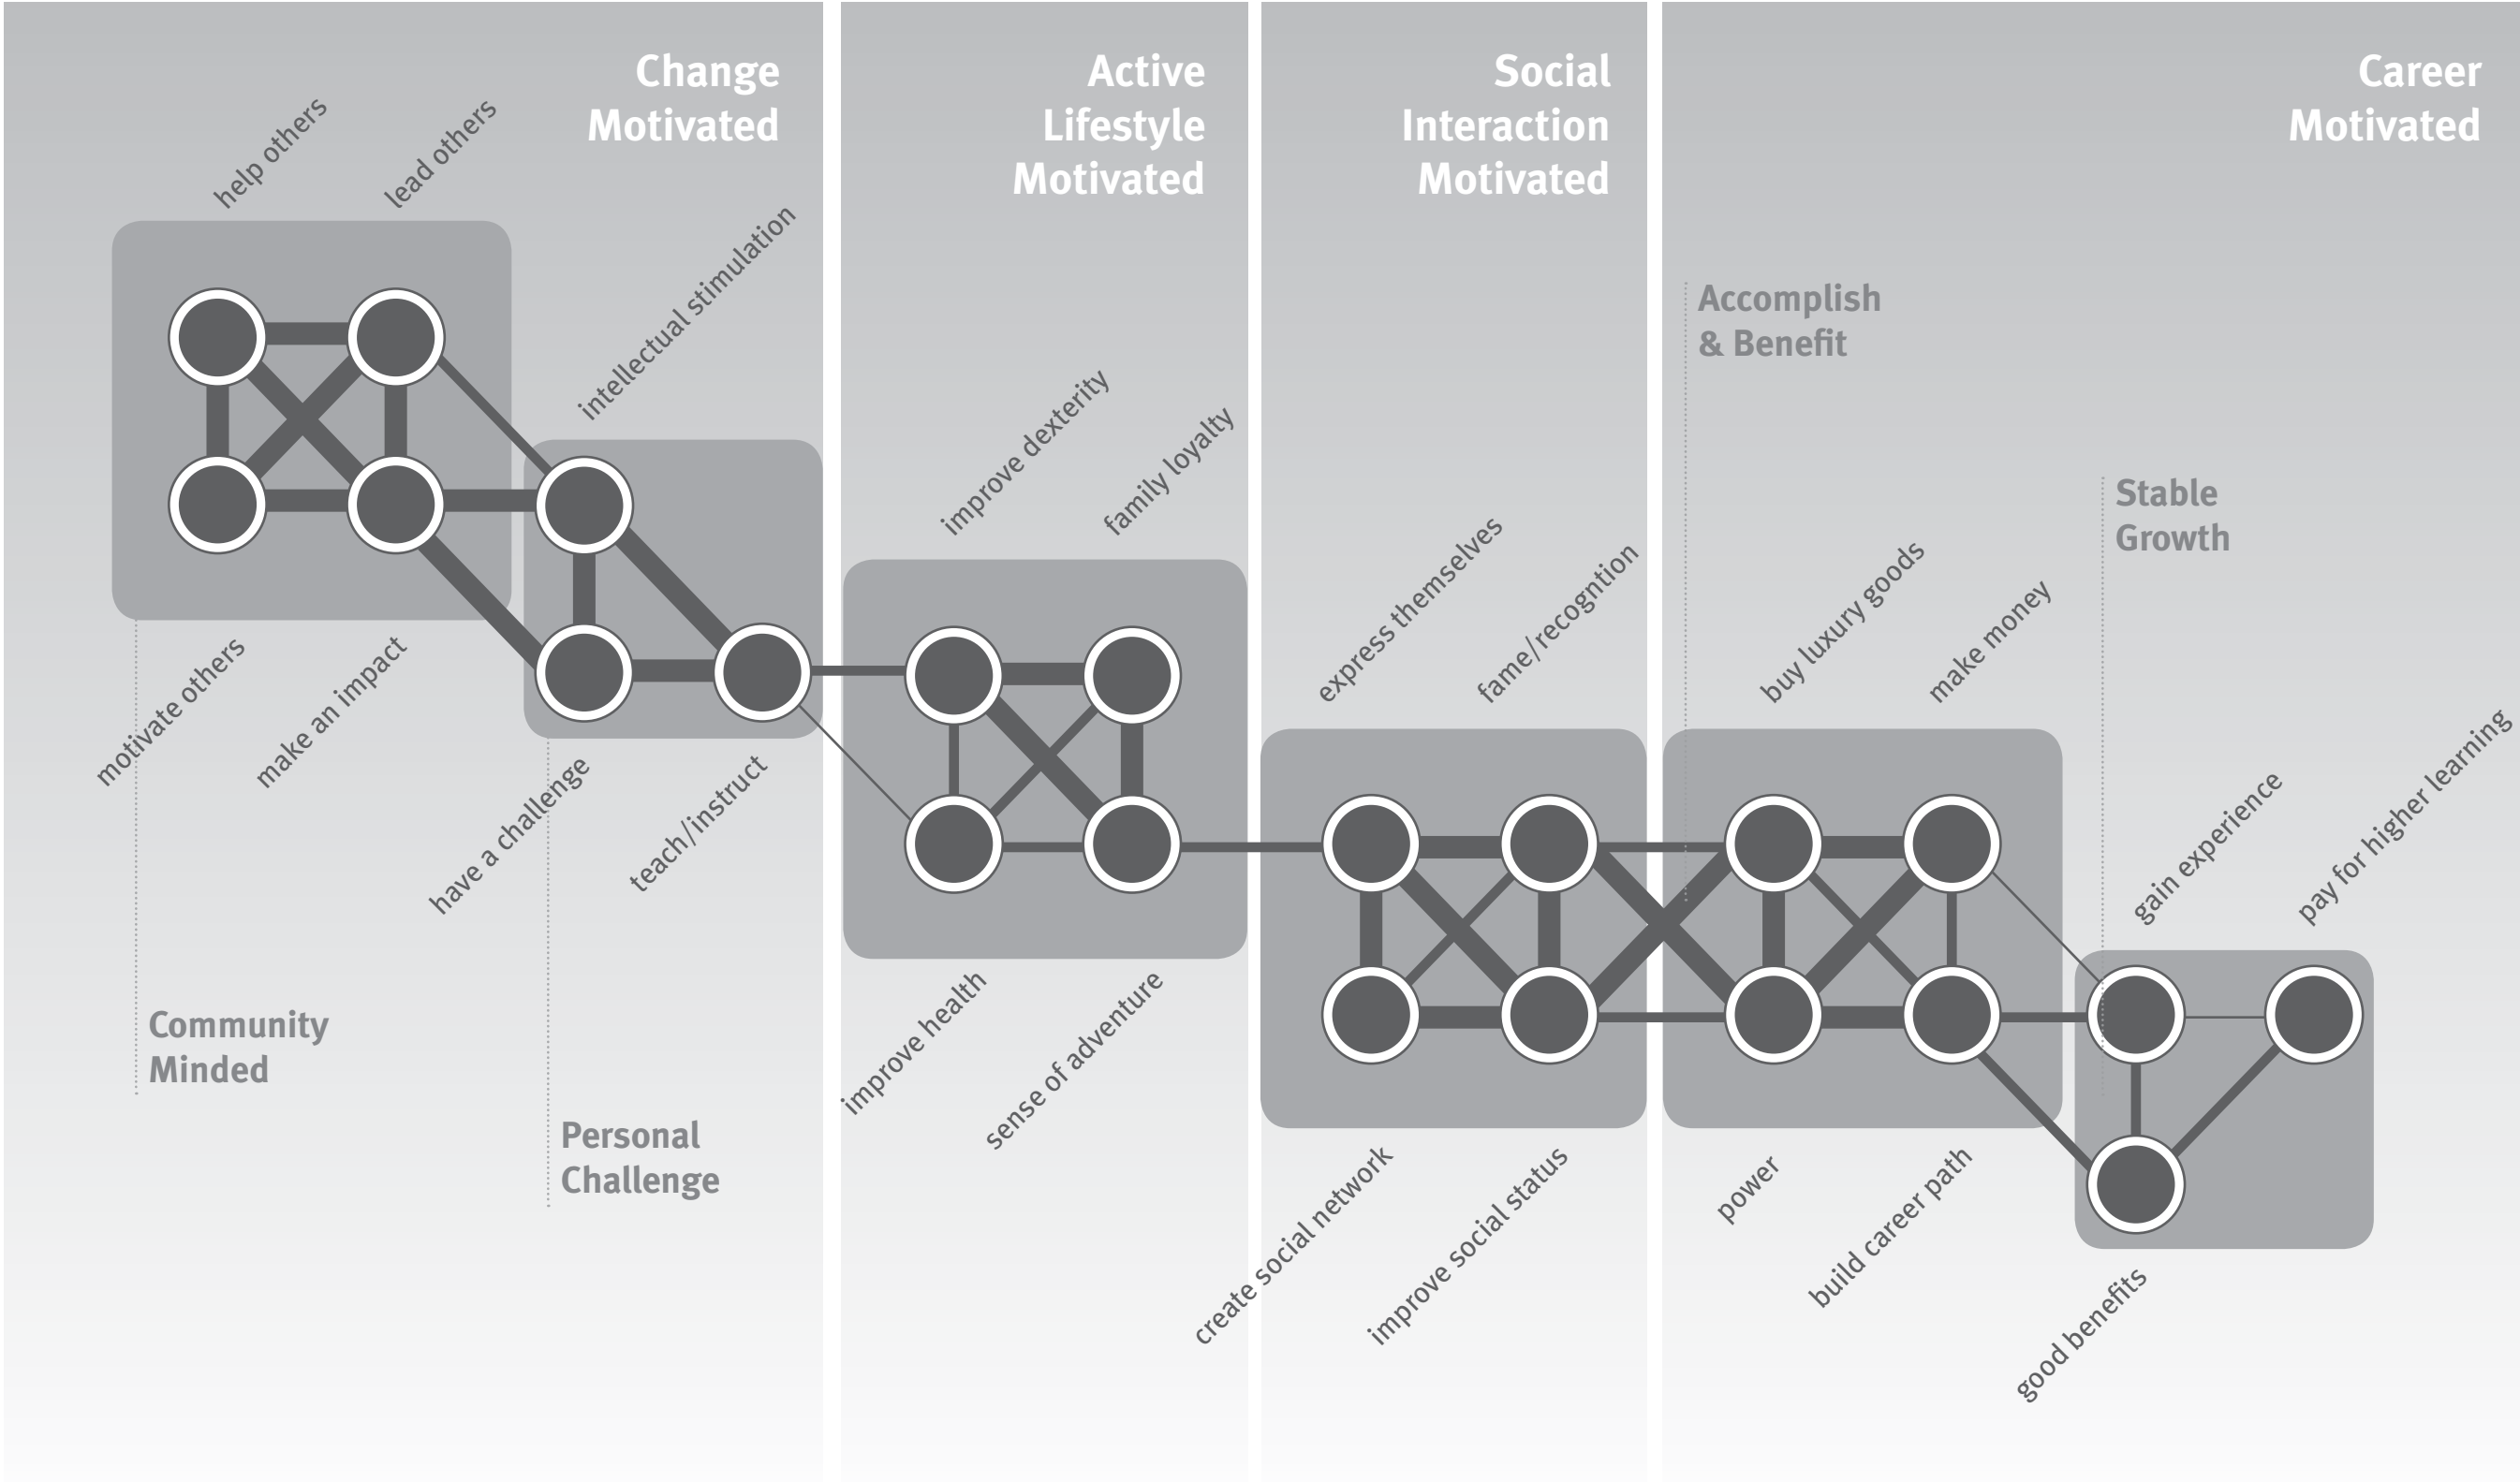 Change
Motivated
help others
lead others
intellectual stimulation
motivate others
make an impact
have a challenge
teach/instruct
Community
Minded
Personal
Challenge
Active
Lifestyle
Motivated
improve dexterity
family loyalty
improve health
sense of adventure
Social
Interaction
Motivated
express themselves
fame/recogntion
create social network
improve social status
Career
Motivated
Accomplish
& Benefit
Stable
Growth
buy luxury goods
make money
gain experience
pay for higher learning
power
build career path
good benefits